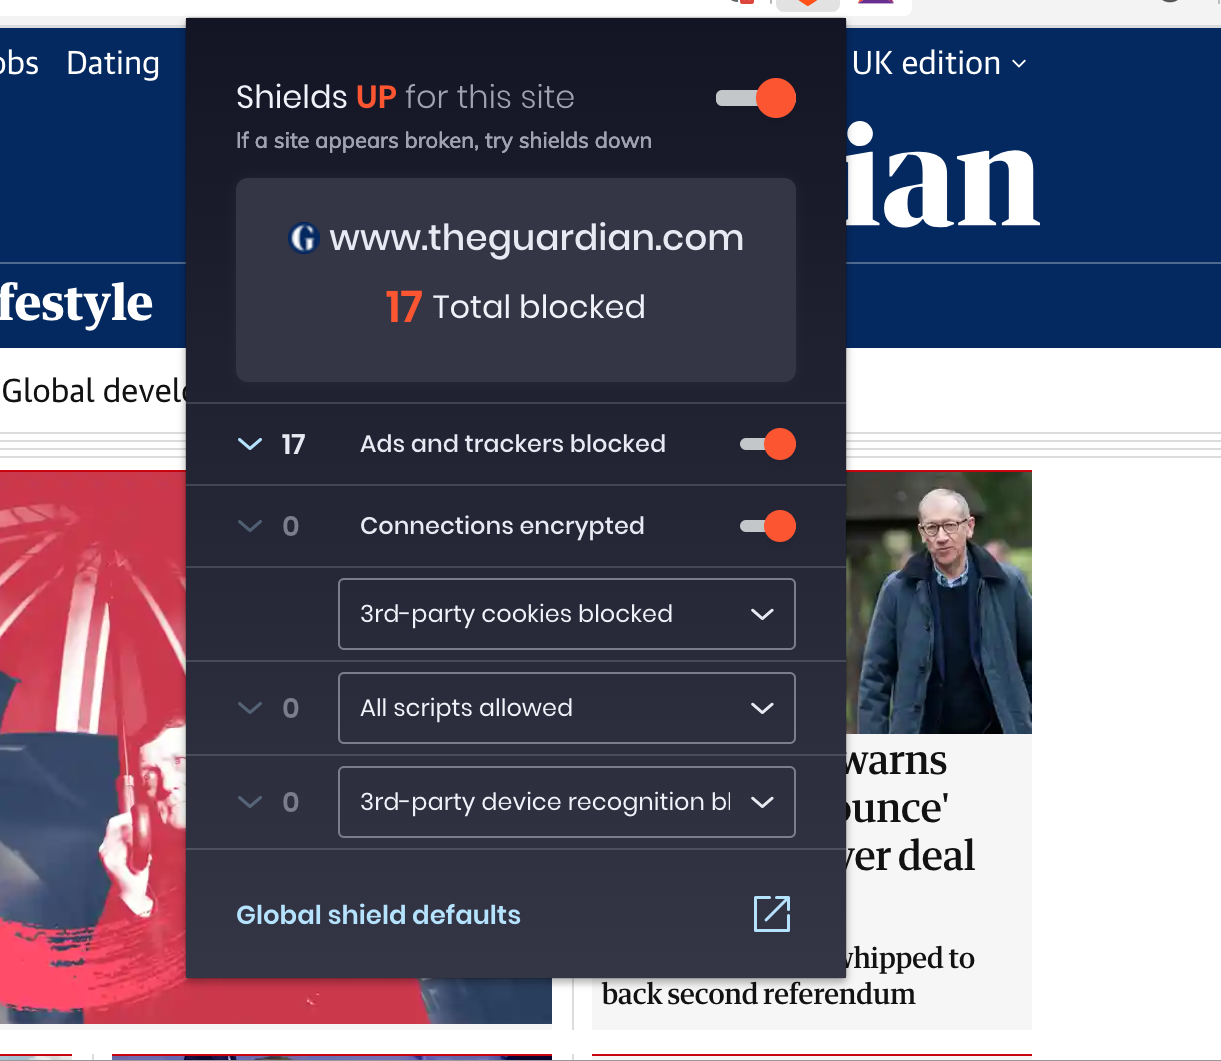 Dating
UK edition
Shields UP for this site
If a site appears broken, try shields down
www.theguardian.com
17 Total blocked
17 Ads and trackers blocked
0 Connections encrypted
3rd-party cookies blocked
0 All scripts allowed
0 3rd-party device recognition bl
Global shield defaults
ian
festyle
Global devel
warns
ounce'
ver deal
whipped to
back second referendum